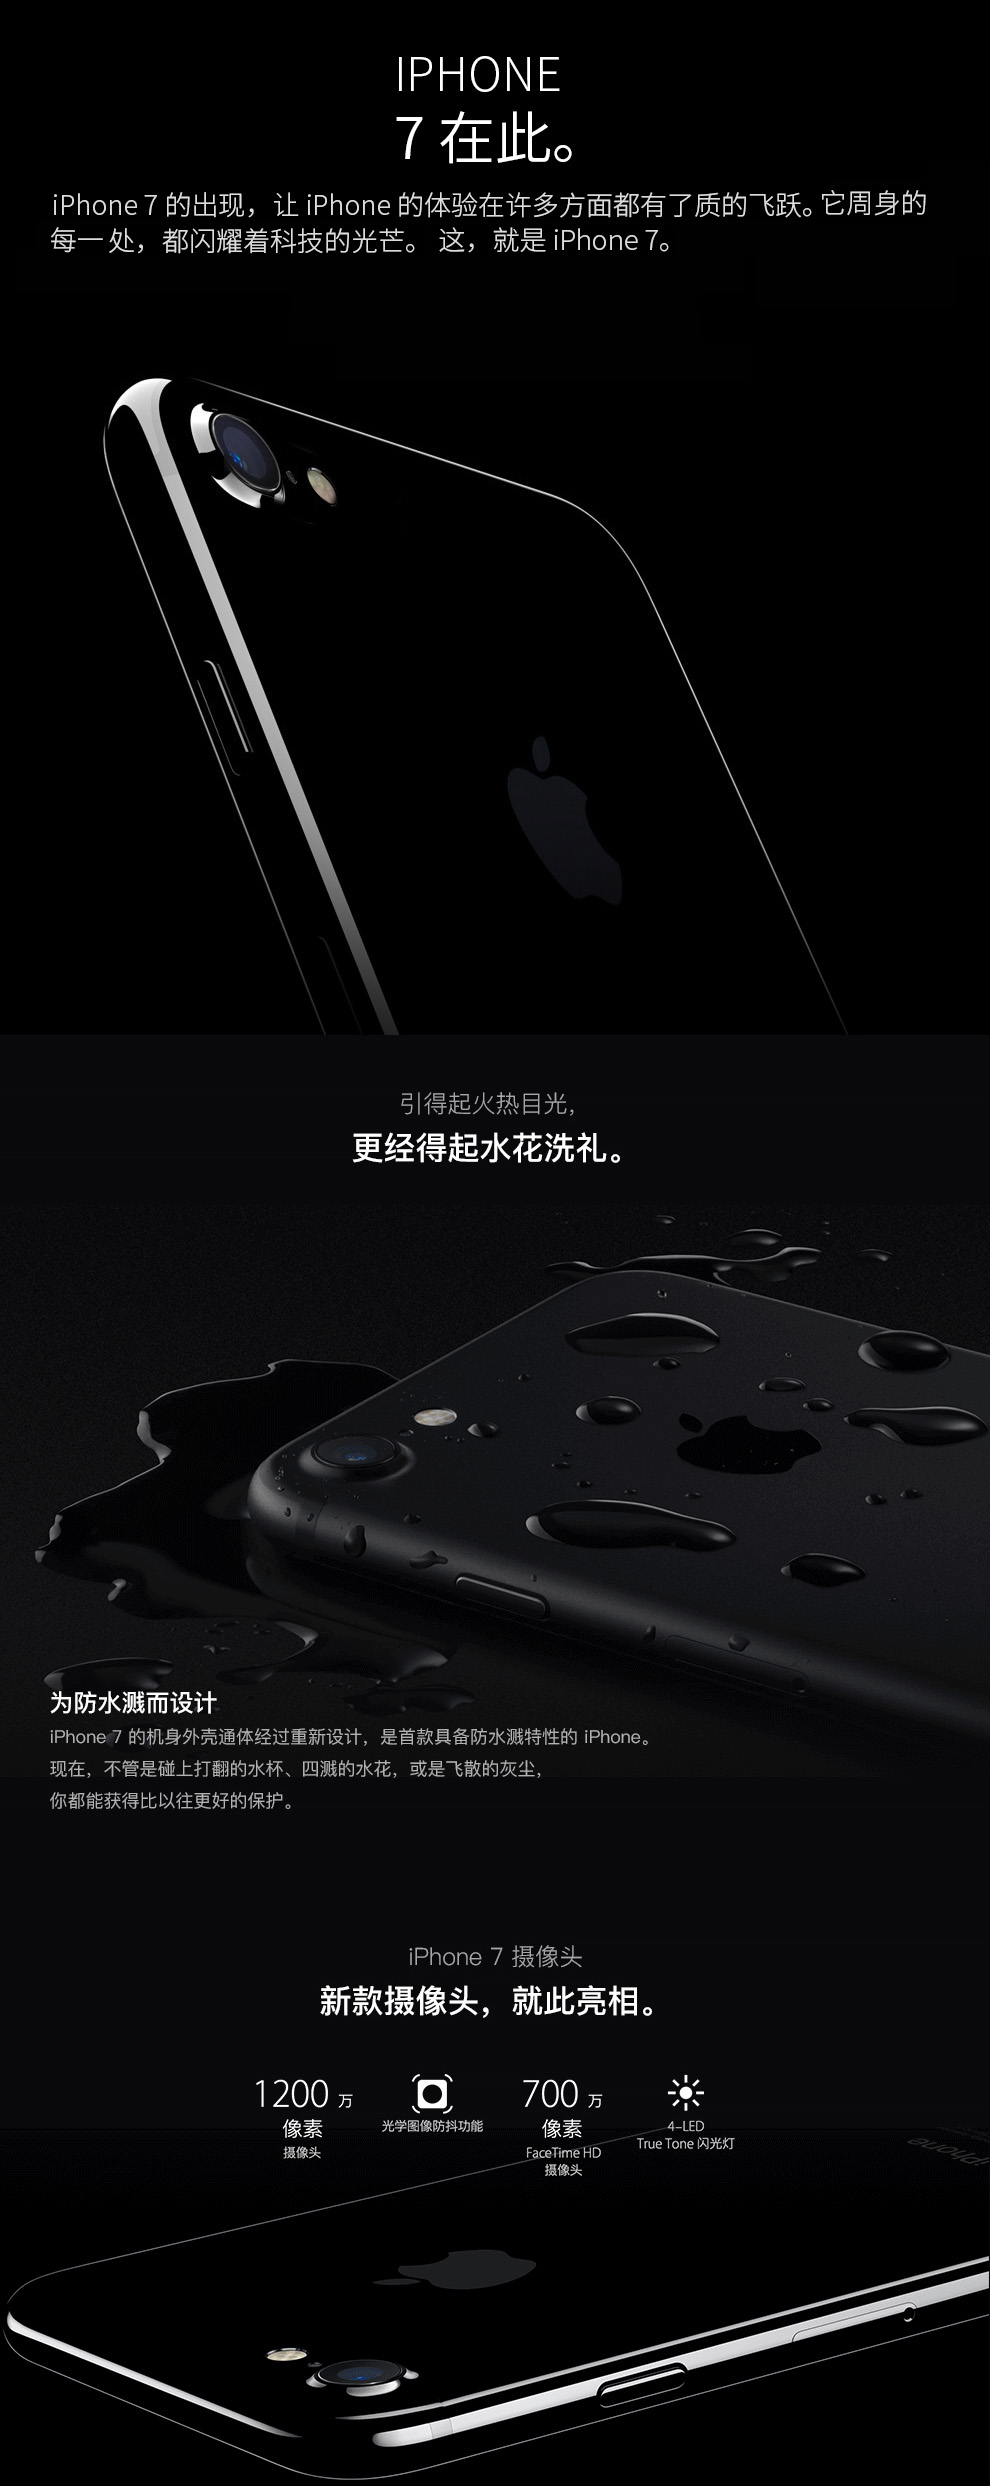 IPHONE
7 在此。
iPhone 7 的出现，让 iPhone 的体验在许多方面都有了质的飞跃。它周身的
每一处，都闪耀着科技的光芒。 这，就是 iPhone 7。
引得起火热目光，
更经得起水花洗礼。
为防水溅而设计
iPhone 7 的机身外壳通体经过重新设计，是首款具备防水溅特性的 iPhone。
现在，不管是碰上打翻的水杯、四溅的水花，或是飞散的灰尘，
你都能获得比以往更好的保护。
iPhone 7 摄像头
新款摄像头，就此亮相。
1200 万
像素
摄像头
光学图像防抖功能
700 万
像素
FaceTime HD
摄像头
4-LED
True Tone 闪光灯
iPhone